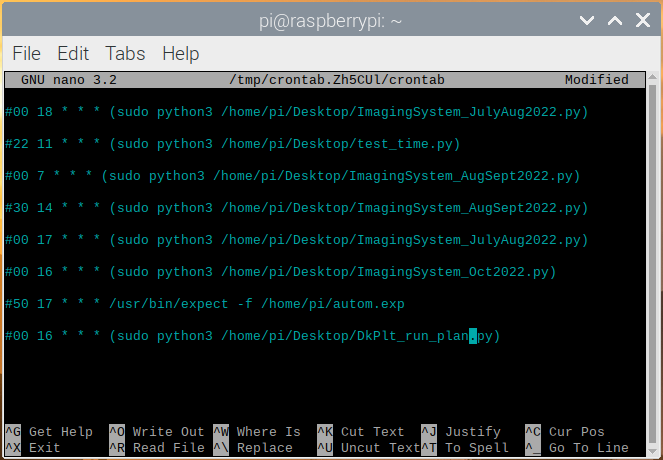 pi@raspberrypi: ~
File Edit Tabs Help
GNU nano 3.2 /tmp/crontab.Zh5CUl/crontab Modified
#00 18 * * * (sudo python3 /home/pi/Desktop/ImagingSystem_JulyAug2022.py)
#22 11 * * * (sudo python3 /home/pi/Desktop/test_time.py)
#00 7 * * * (sudo python3 /home/pi/Desktop/ImagingSystem_AugSept2022.py)
#30 14 * * * (sudo python3 /home/pi/Desktop/ImagingSystem_AugSept2022.py)
#00 17 * * * (sudo python3 /home/pi/Desktop/ImagingSystem_JulyAug2022.py)
#00 16 * * * (sudo python3 /home/pi/Desktop/ImagingSystem_Oct2022.py)
#50 17 * * * /usr/bin/expect -f /home/pi/autom.exp
#00 16 * * * (sudo python3 /home/pi/Desktop/DkPlt_run_plan.py)
^G Get Help ^O Write Out ^W Where Is ^K Cut Text ^J Justify ^C Cur Pos
^X Exit ^R Read File ^\ Replace ^U Uncut Text ^T To Spell ^_ Go To Line